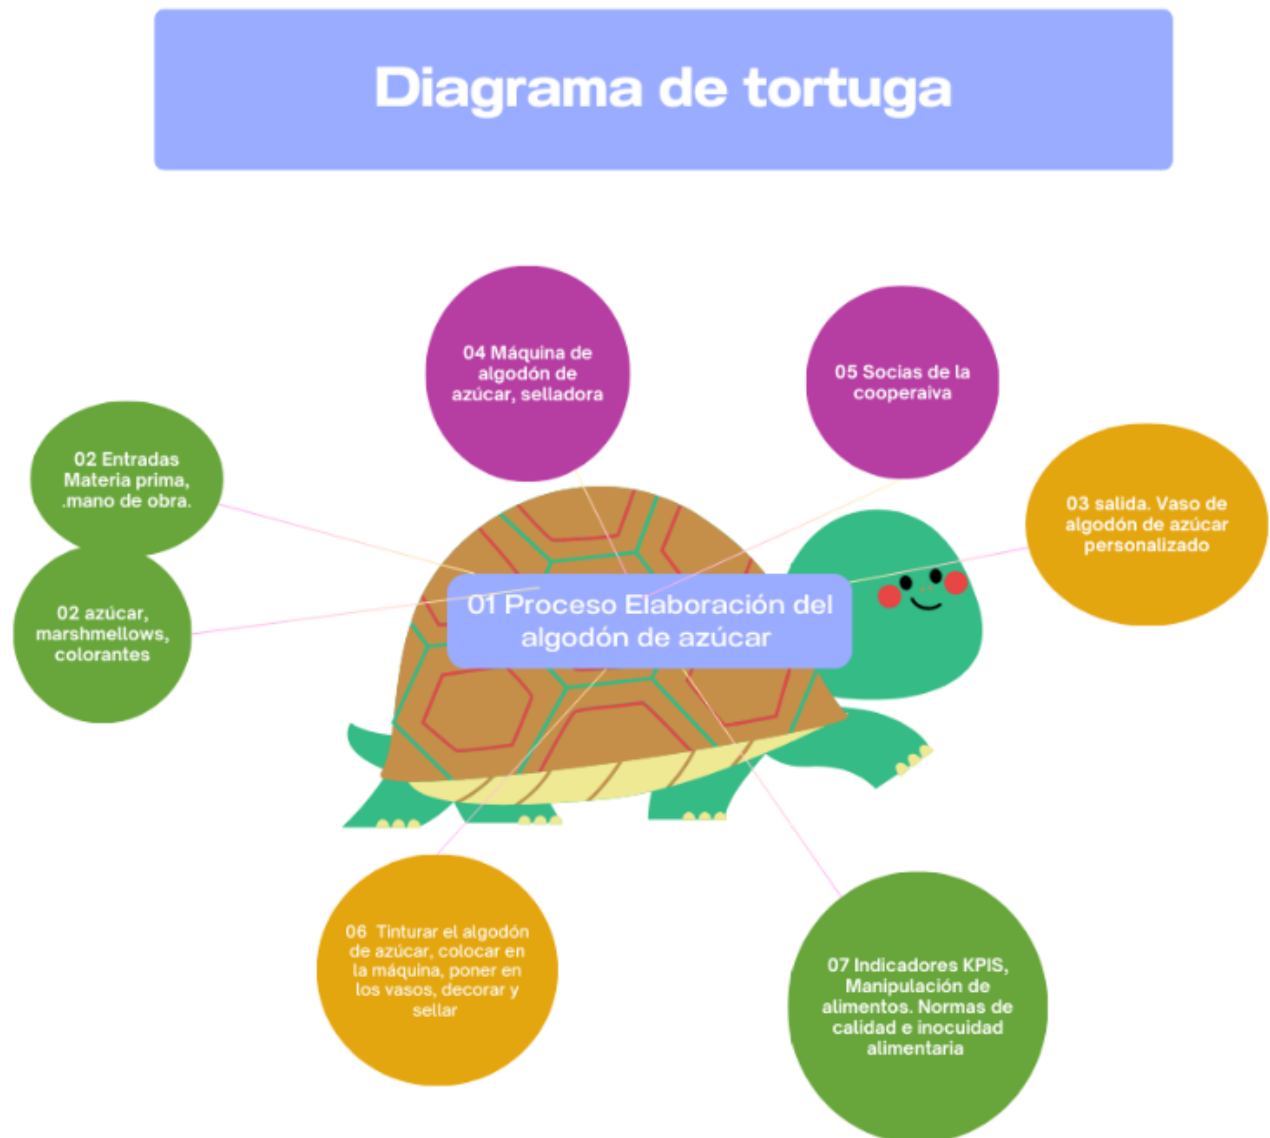 Diagrama de tortuga
04 Máquina de
algodón de
azúcar, selladora
05 Socias de la
cooperaiva
02 Entradas
Materia prima,
.mano de obra.
03 salida. Vaso de
algodón de azúcar
personalizado
02 azúcar,
marshmellows,
colorantes
01 Proceso Elaboración del
algodón de azúcar
06 Tinturar el algodón
de azúcar, colocar en
la máquina, poner en
los vasos, decorar y
sellar
07 Indicadores KPIS,
Manipulación de
alimentos. Normas de
calidad e inocuidad
alimentaria